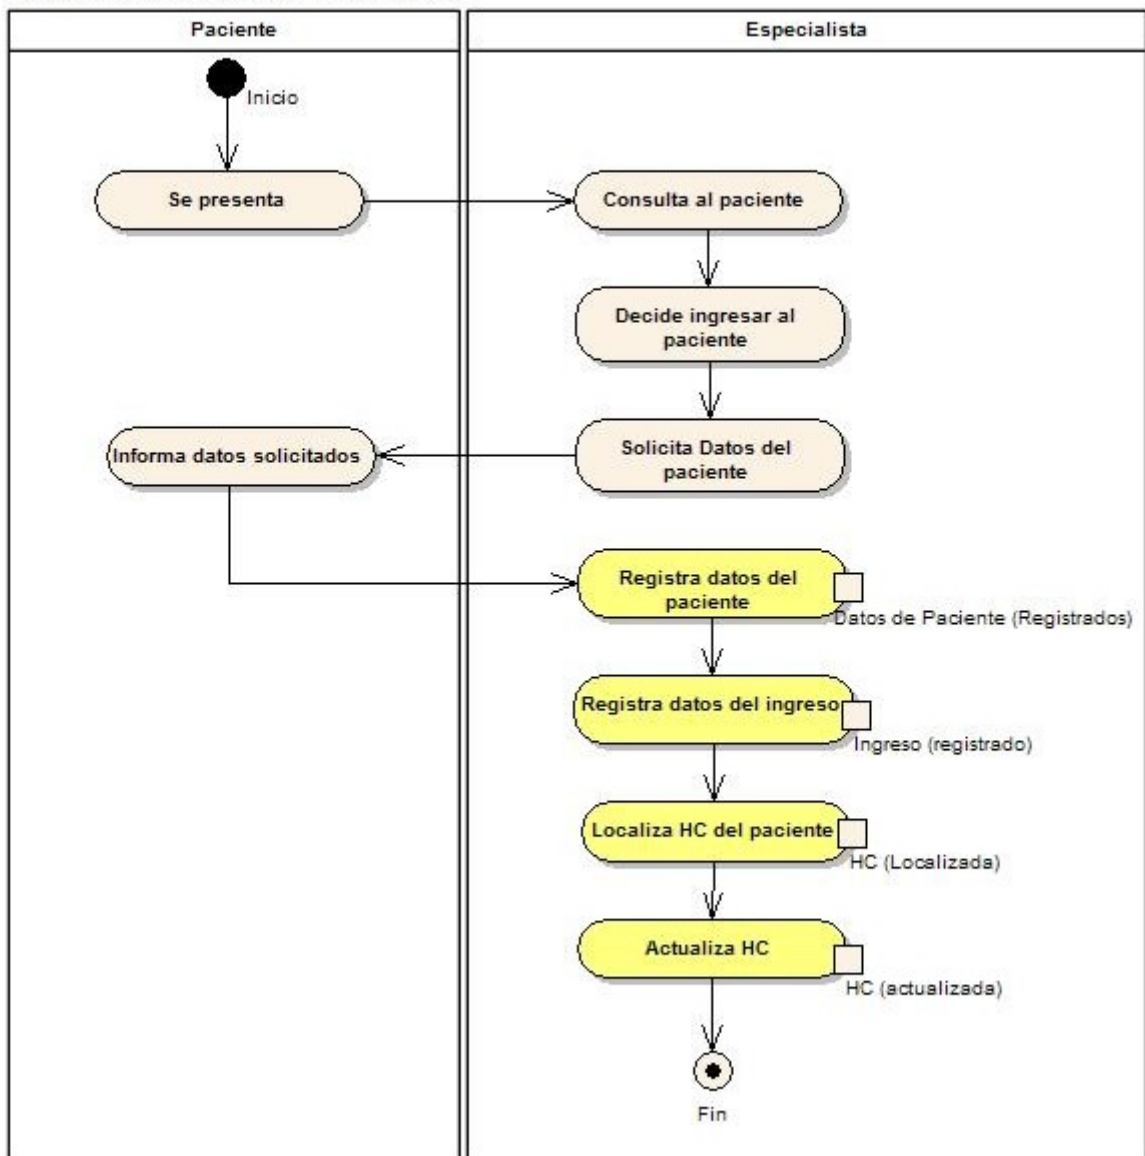 Paciente
Especialista
Inicio
Se presenta
Consulta al paciente
Decide ingresar al
paciente
Solicita Datos del
paciente
Informa datos solicitados
Registra datos del
paciente
Datos de Paciente (Registrados)
Registra datos del ingreso
Ingreso (registrado)
Localiza HC del paciente
HC (Localizada)
Actualiza HC
HC (actualizada)
Fin